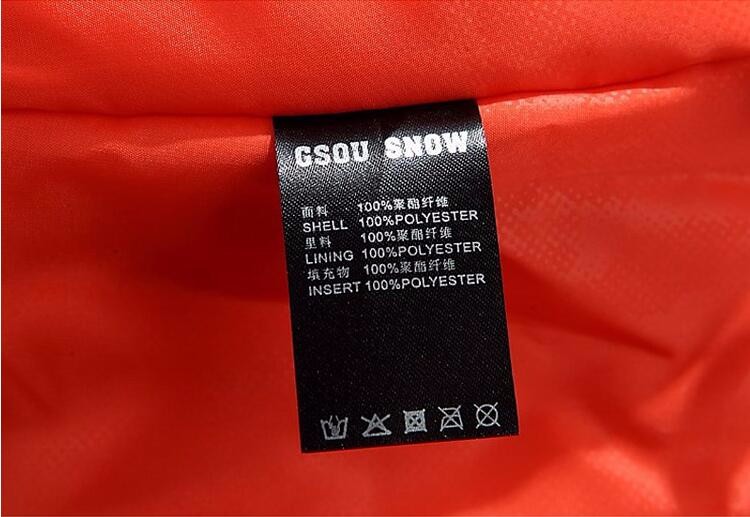 GSOU SNOW
面料 100%聚酯纤维
SHELL 100%POLYESTER
里料 100%聚酯纤维
LINING 100%POLYESTER
填充物 100%聚酯纤维
INSERT 100%POLYESTER